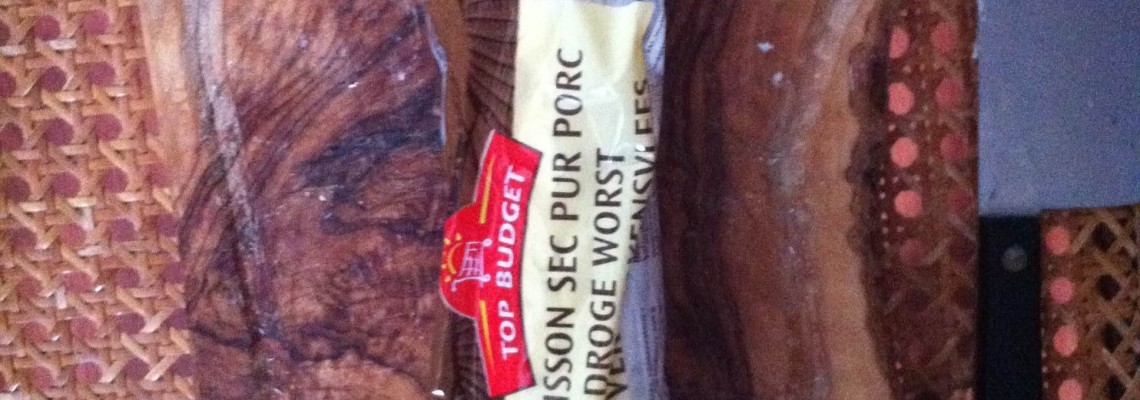 TOP BUDGET
ISSON SEC PUR PORC
DROGE WORST